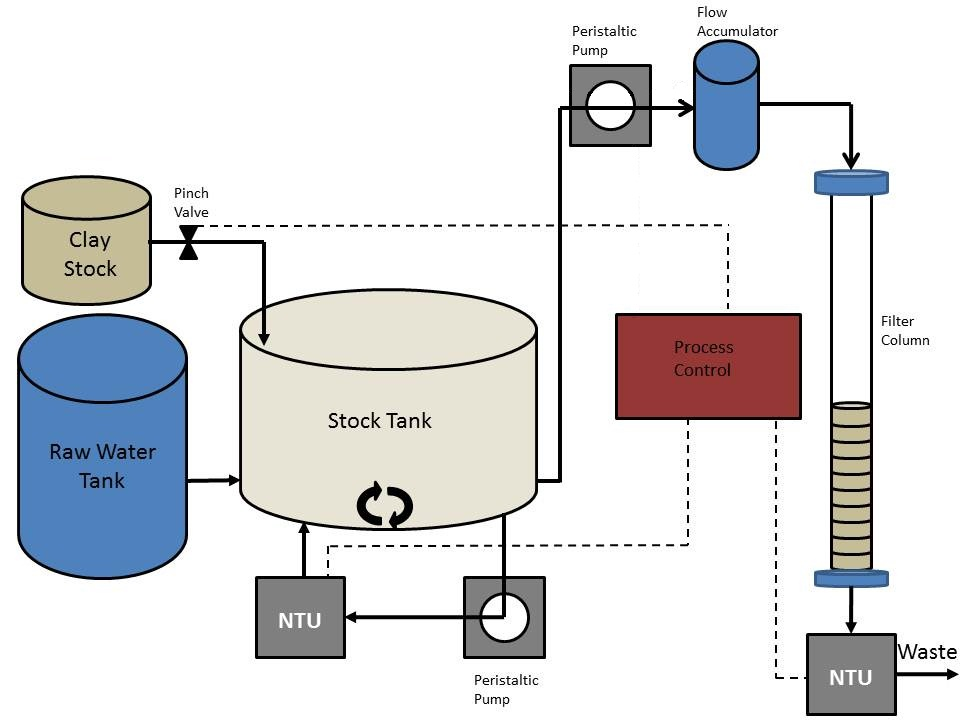 Flow
Accumulator
Peristaltic
Pump
Pinch
Valve
Clay
Stock
Filter
Column
Process
Control
Stock Tank
Raw Water
Tank
NTU
Peristaltic
Pump
NTU
Waste